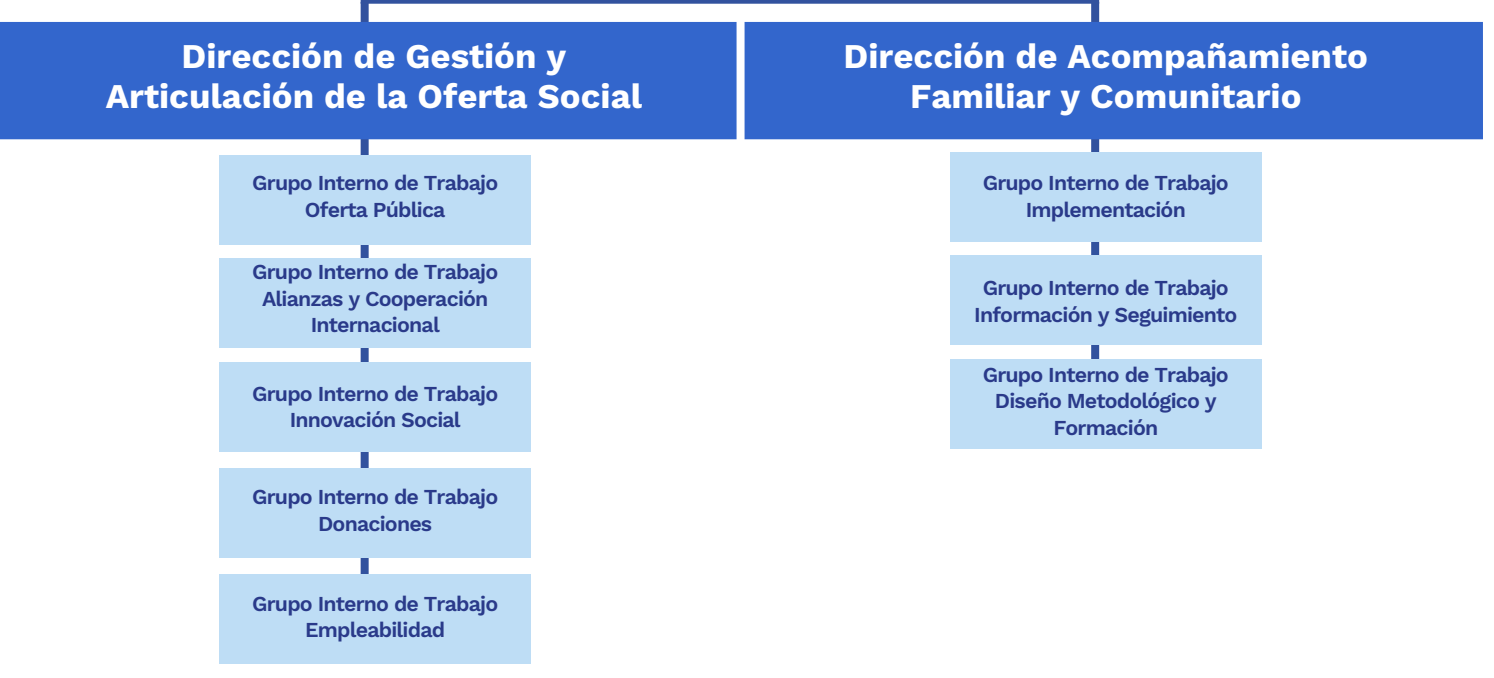 Dirección de Gestión y
Articulación de la Oferta Social
Grupo Interno de Trabajo
Oferta Pública
Grupo Interno de Trabajo
Alianzas y Cooperación
Internacional
Grupo Interno de Trabajo
Innovación Social
Grupo Interno de Trabajo
Donaciones
Grupo Interno de Trabajo
Empleabilidad
Dirección de Acompañamiento
Familiar y Comunitario
Grupo Interno de Trabajo
Implementación
Grupo Interno de Trabajo
Información y Seguimiento
Grupo Interno de Trabajo
Diseño Metodológico y
Formación